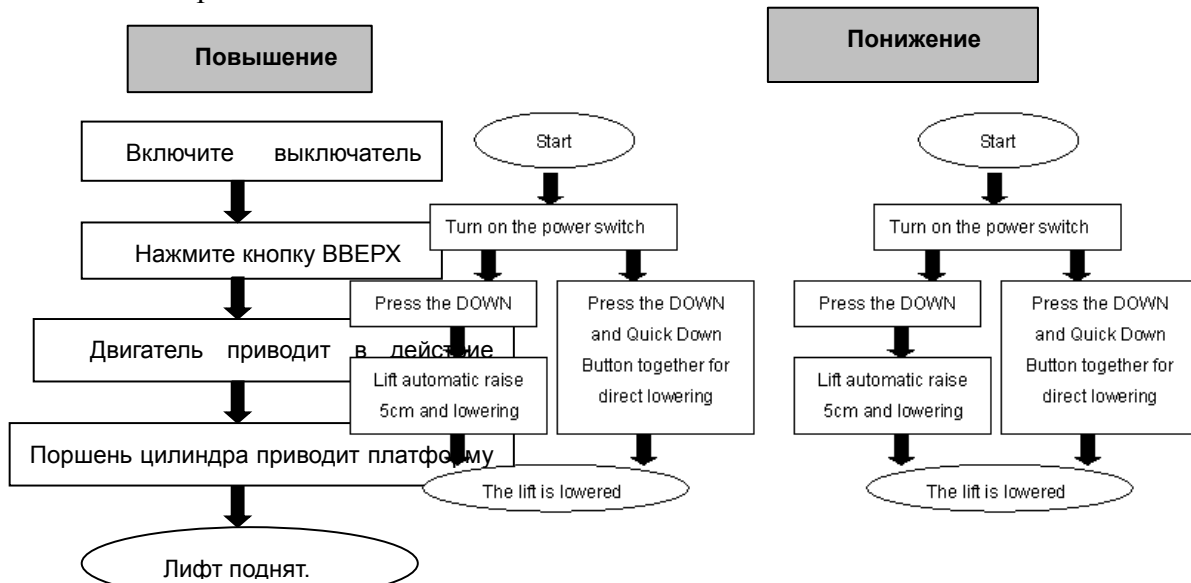 Повышение
Включите выключатель
Нажмите кнопку ВВЕРХ
Двигатель приводит в действие
Поршень цилиндра приводит платформу
Лифт поднят.
Start
Turn on the power switch
Press the DOWN
Lift automatic raise
5cm and lowering
Press the DOWN
and Quick Down
Button together for
direct lowering
The lift is lowered
Понижение
Start
Turn on the power switch
Press the DOWN
Lift automatic raise
5cm and lowering
Press the DOWN
and Quick Down
Button together for
direct lowering
The lift is lowered